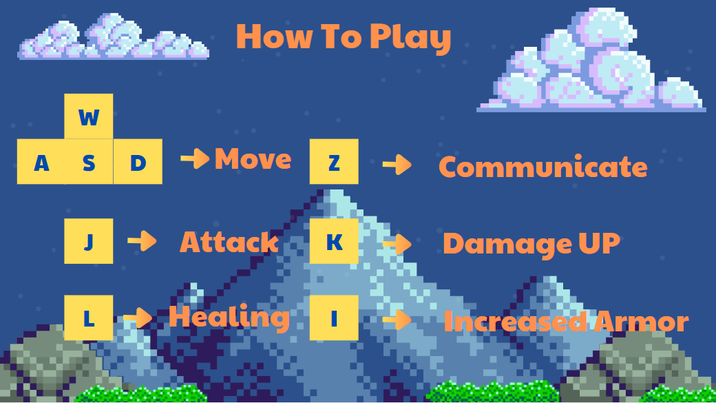 How To Play
W
A S D Move
Z Communicate
J Attack
K Damage UP
L Healing
I Increased Armor